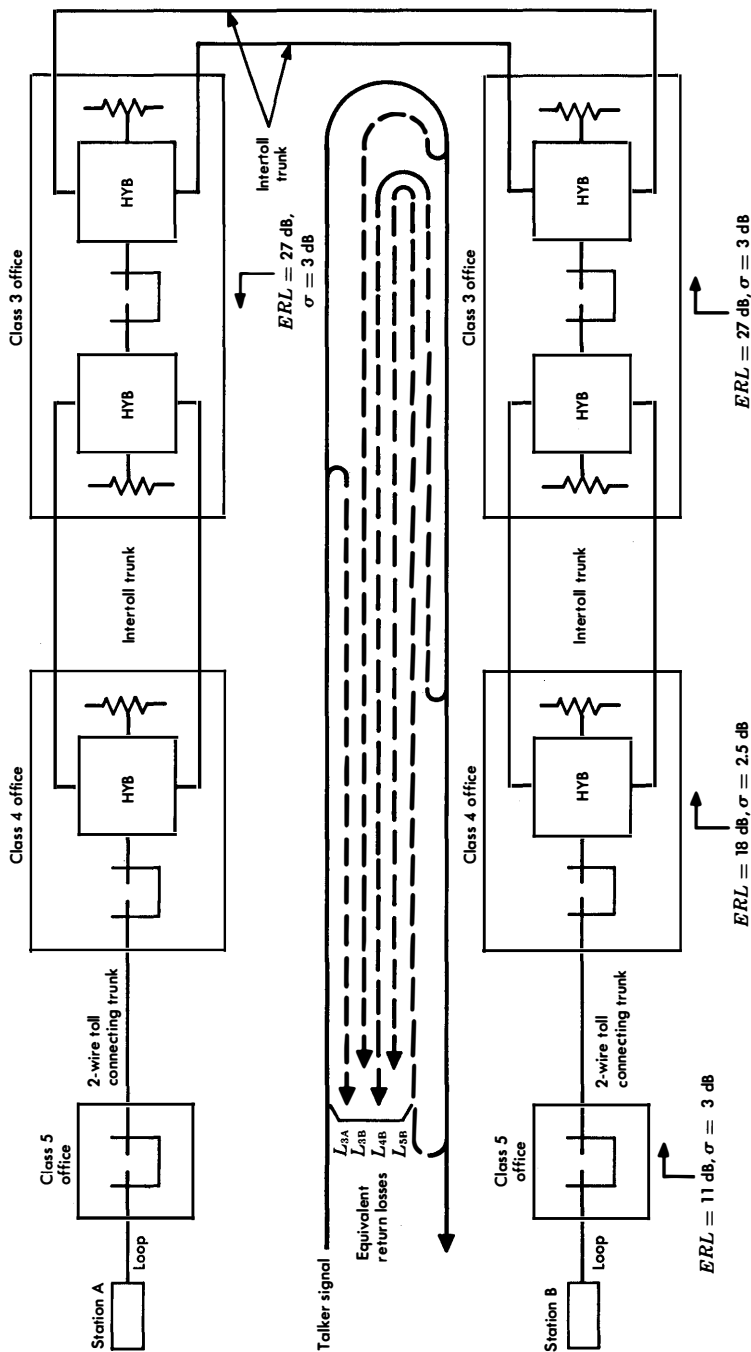 Class 3 office
HYB
HYB
Intertoll trunk
Class 4 office
HYB
2-wire toll
connecting trunk
Class 5
office
Loop
Station A
Intertoll
trunk
ERL = 27 dB,
σ = 3 dB
Talker signal
L3A
L3B
L4B
L5B
Equivalent
return losses
Class 3 office
HYB
HYB
ERL = 27 dB, σ = 3 dB
Intertoll trunk
Class 4 office
HYB
ERL = 18 dB, σ = 2.5 dB
2-wire toll
connecting trunk
Class 5
office
ERL = 11 dB, σ = 3 dB
Loop
Station B